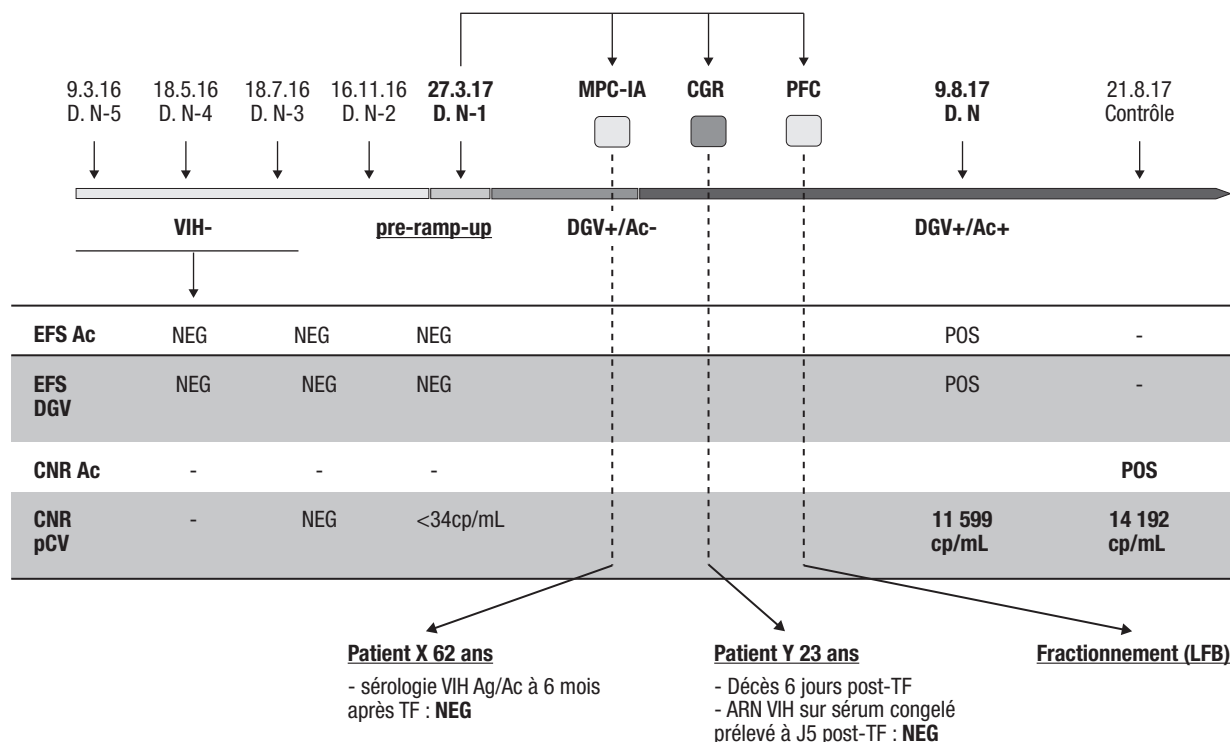 9.3.16 18.5.16 18.7.16 16.11.16 27.3.17 MPC-IA CGR PFC 9.8.17 21.8.17
D. N-5 D. N-4 D. N-3 D. N-2 D. N-1 D. N Contrôle
VIH- pre-ramp-up DGV+/Ac- DGV+/Ac+
EFS Ac NEG NEG NEG POS -
EFS NEG NEG NEG POS -
DGV
CNR Ac - - - POS
CNR - NEG <34cp/mL 11 599 14 192
pCV cp/mL cp/mL
Patient X 62 ans Patient Y 23 ans Fractionnement (LFB)
- sérologie VIH Ag/Ac à 6 mois - Décès 6 jours post-TF
après TF : NEG - ARN VIH sur sérum congelé
prélevé à J5 post-TF : NEG